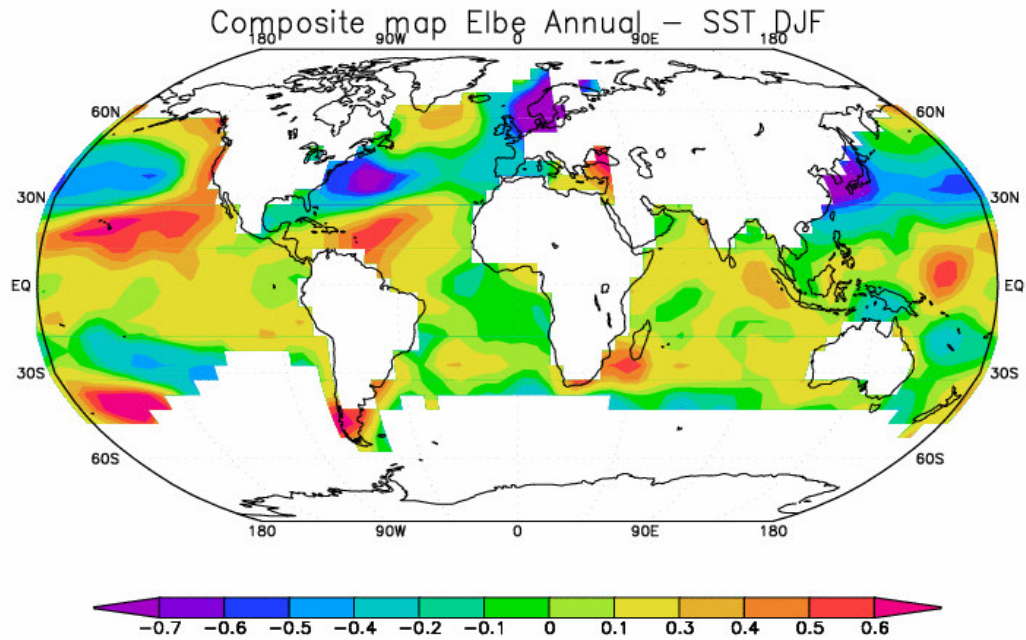 Composite map Elbe Annual – SST DJF
180 90W 0 90E 180
60N 60N
30N 30N
EQ EQ
30S 30S
60S 60S
180 90W 0 90E 180
−0.7 −0.6 −0.5 −0.4 −0.2 −0.1 0 0.1 0.3 0.4 0.5 0.6